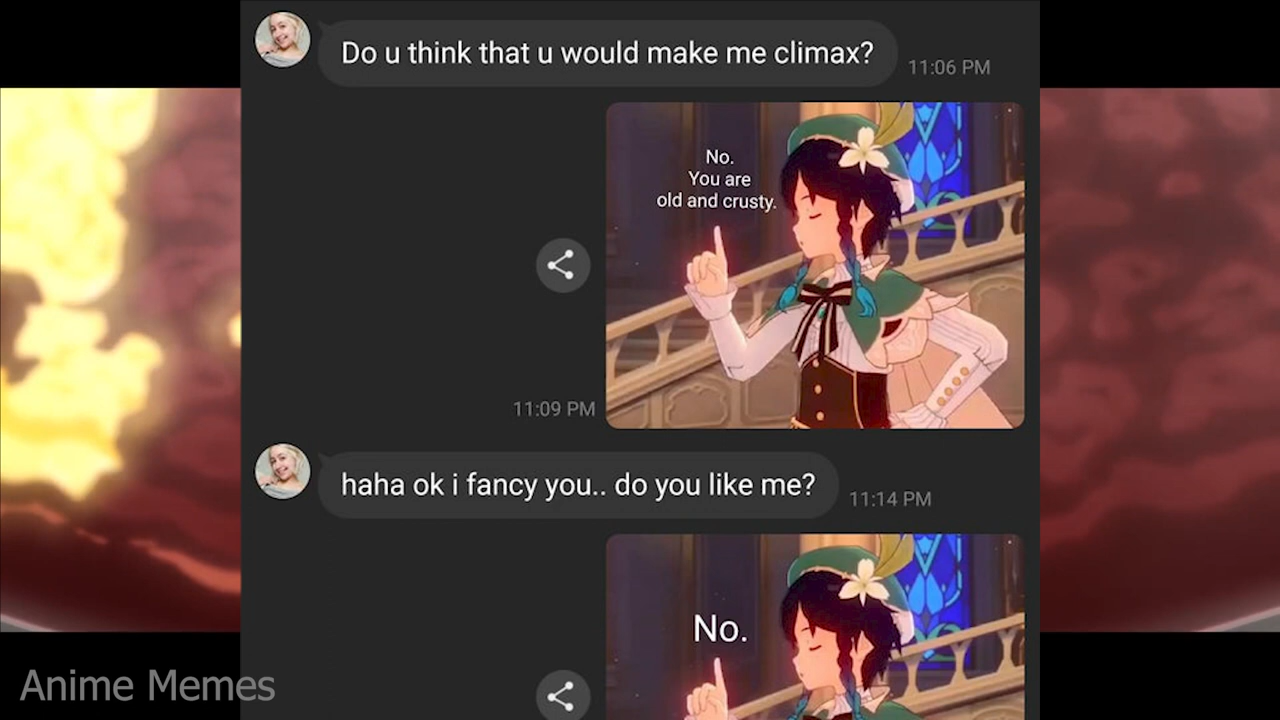 Do u think that u would make me climax?
11:06 PM
No.
You are
old and crusty.
11:09 PM
haha ok i fancy you.. do you like me?
11:14 PM
No.
Anime Memes